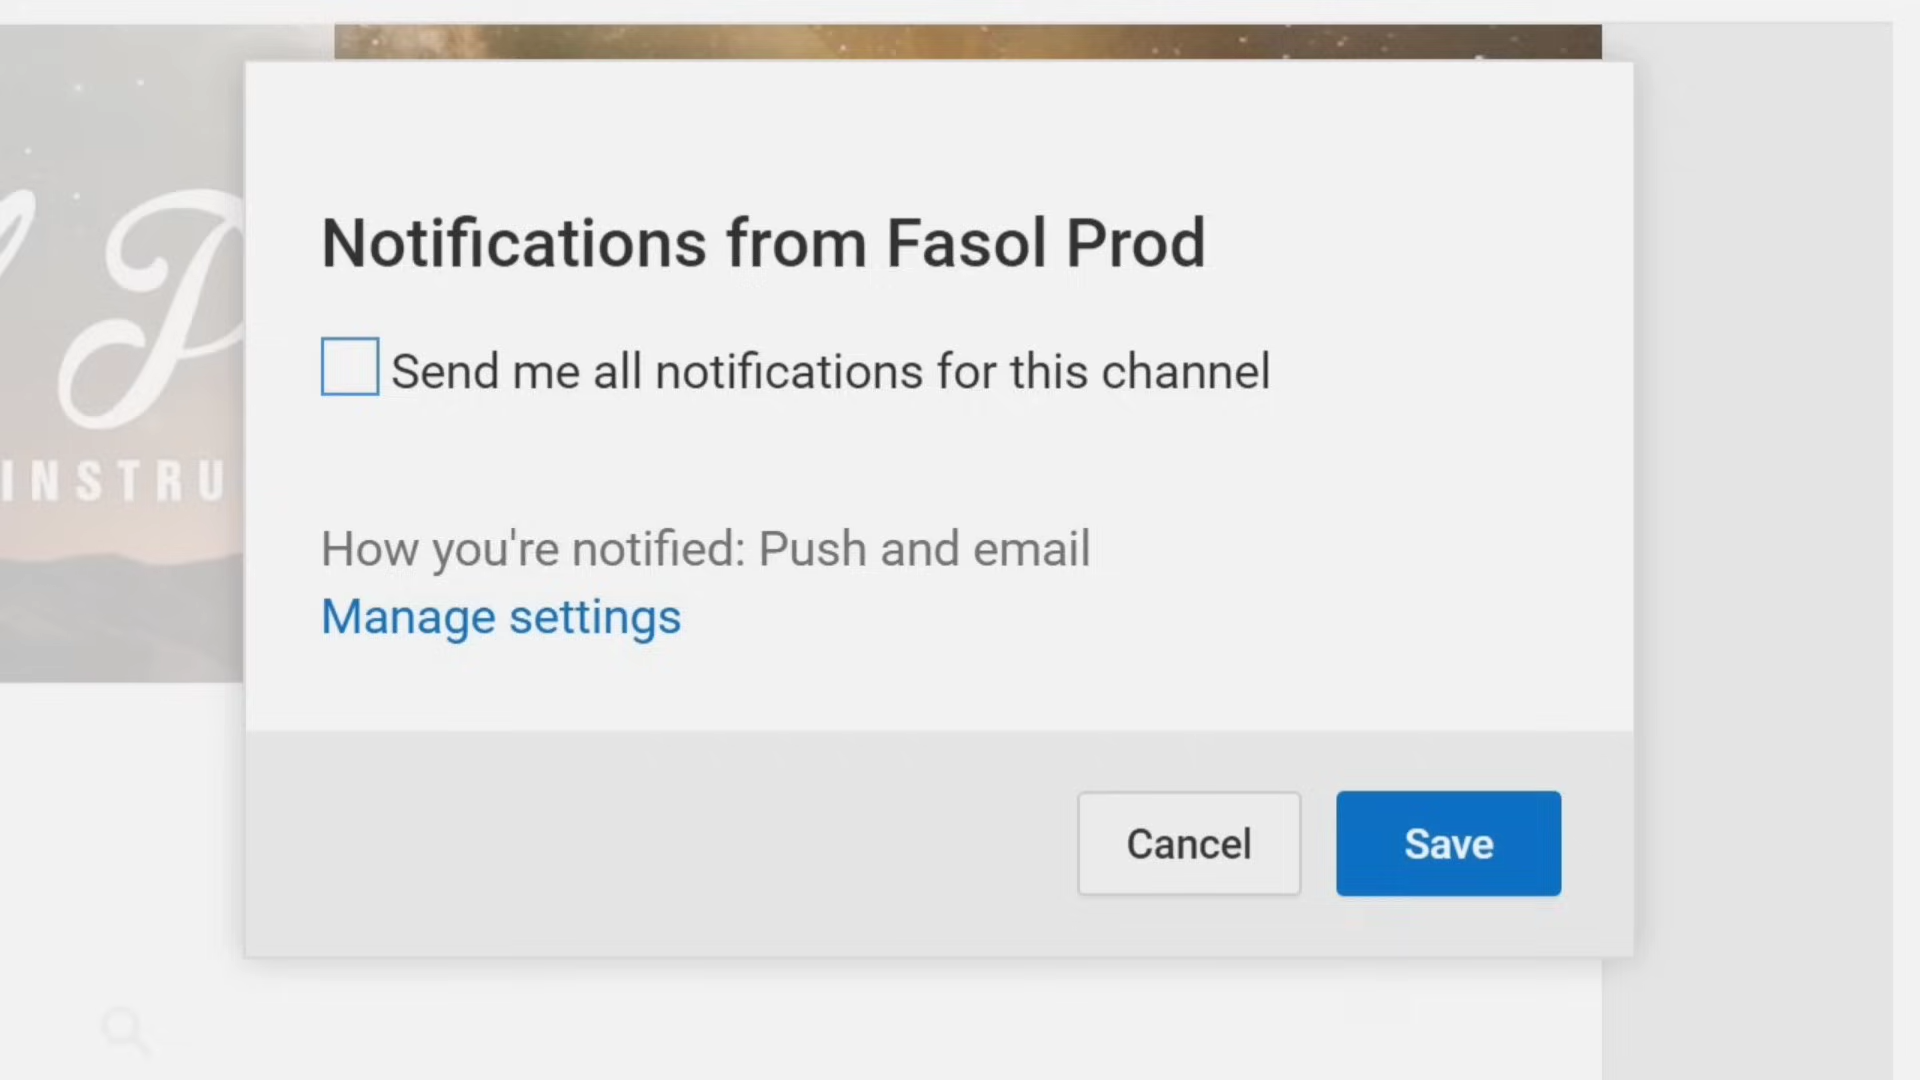 Notifications from Fasol Prod
Send me all notifications for this channel
How you're notified: Push and email
Manage settings
Cancel
Save